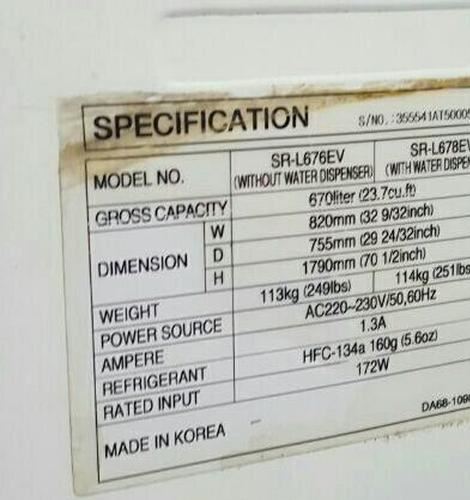 SPECIFICATION S/NO. :355541AT50005
MODEL NO. SR-L676EV (WITHOUT WATER DISPENSER) SR-L678EV (WITH WATER DISPEN
GROSS CAPACITY 670liter (23.7cu.ft)
DIMENSION W 820mm (32 9/32inch)
D 755mm (29 24/32inch)
H 1790mm (70 1/2inch)
WEIGHT 113kg (249lbs) 114kg (251lbs
POWER SOURCE AC220~230V/50,60Hz
AMPERE 1.3A
REFRIGERANT HFC-134a 160g (5.6oz)
RATED INPUT 172W
MADE IN KOREA DA68-109